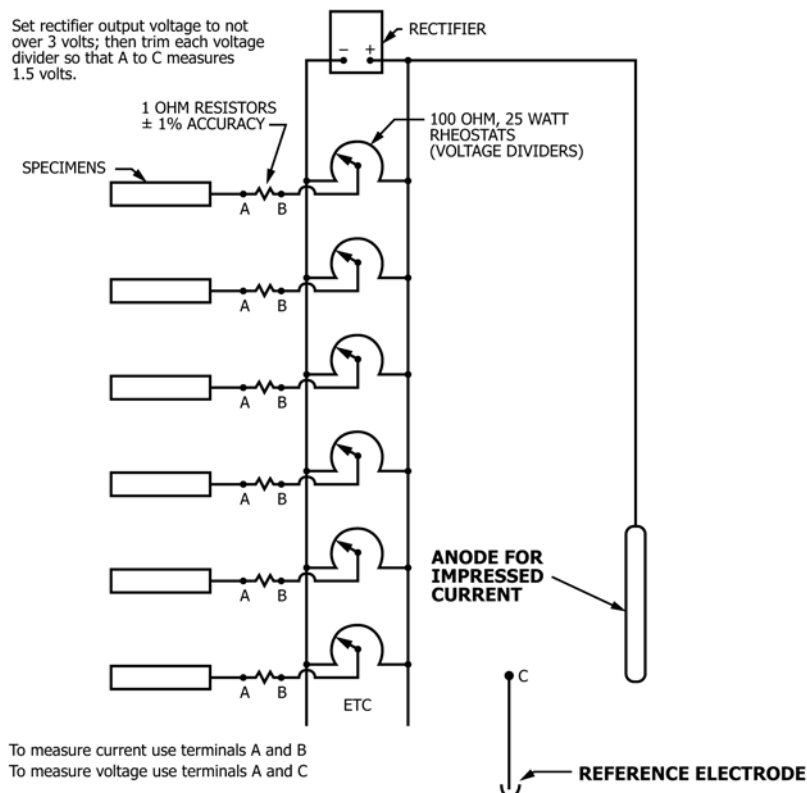 Set rectifier output voltage to not
over 3 volts; then trim each voltage
divider so that A to C measures
1.5 volts.
− +
RECTIFIER
1 OHM RESISTORS
± 1% ACCURACY
100 OHM, 25 WATT
RHEOSTATS
(VOLTAGE DIVIDERS)
SPECIMENS
A B
A B
A B
A B
A B
ANODE FOR
IMPRESSED
CURRENT
A B
ETC
C
To measure current use terminals A and B
To measure voltage use terminals A and C
REFERENCE ELECTRODE